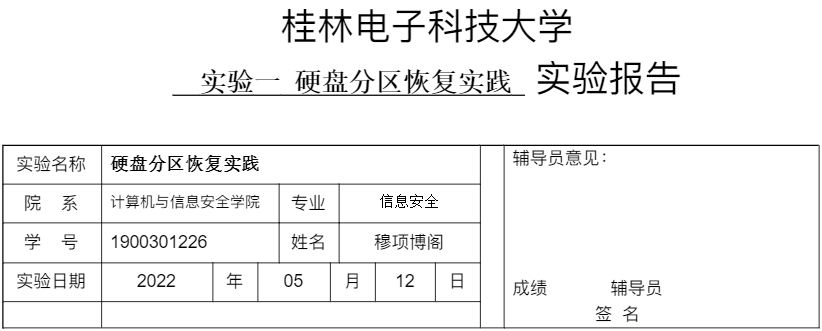 桂林电子科技大学
实验一 硬盘分区恢复实践 实验报告
实验名称 硬盘分区恢复实践
院 系 计算机与信息安全学院 专业 信息安全
学 号 1900301226 姓名 穆项博阁
实验日期 2022 年 05 月 12 日
辅导员意见：
成绩 辅导员
签 名